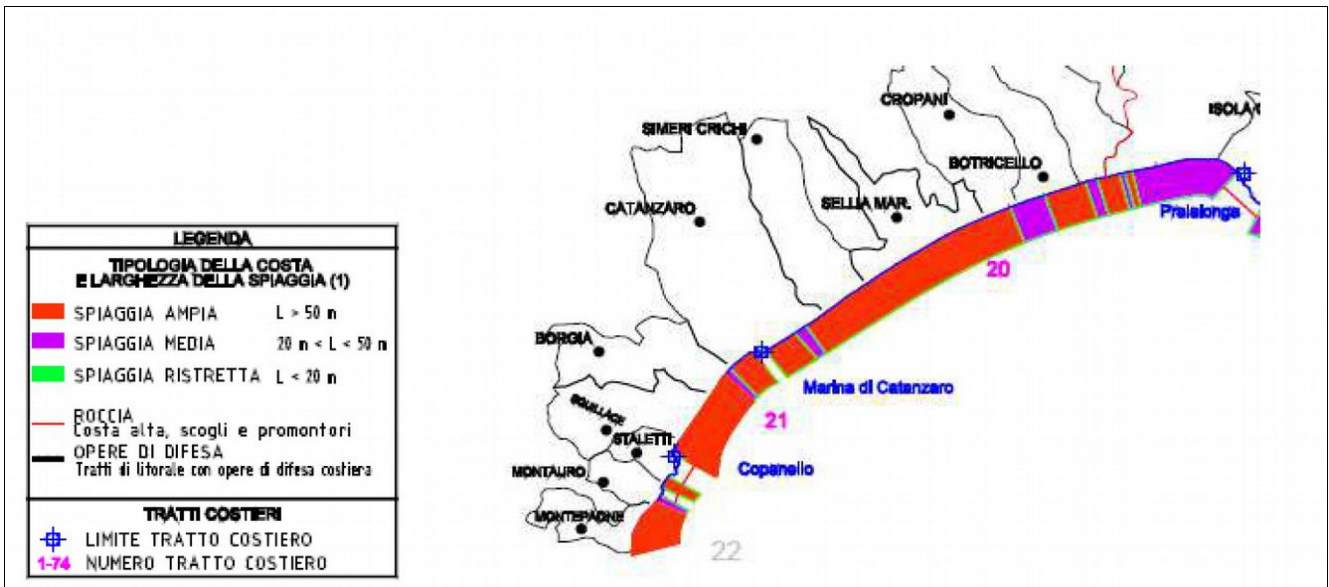 LEGENDA
TIPOLOGIA DELLA COSTA
E LARGHEZZA DELLA SPIAGGIA (1)
SPIAGGIA AMPIA L > 50 m
SPIAGGIA MEDIA 20 m < L < 50 m
SPIAGGIA RISTRETTA L < 20 m
ROCCIA
Costa alta, scogli e promontori
OPERE DI DIFESA
Tratti di litorale con opere di difesa costiera
TRATTI COSTIERI
LIMITE TRATTO COSTIERO
1-74 NUMERO TRATTO COSTIERO
CROPANI
ISOLA C
SIMERI CRICHI
BOTRICELLO
SELLIA MAR.
CATANZARO
Praialonga
20
BORGIA
Marina di Catanzaro
SQUILLACE
21
STALETTI
MONTAURO
Copanello
MONTEPAONE
22